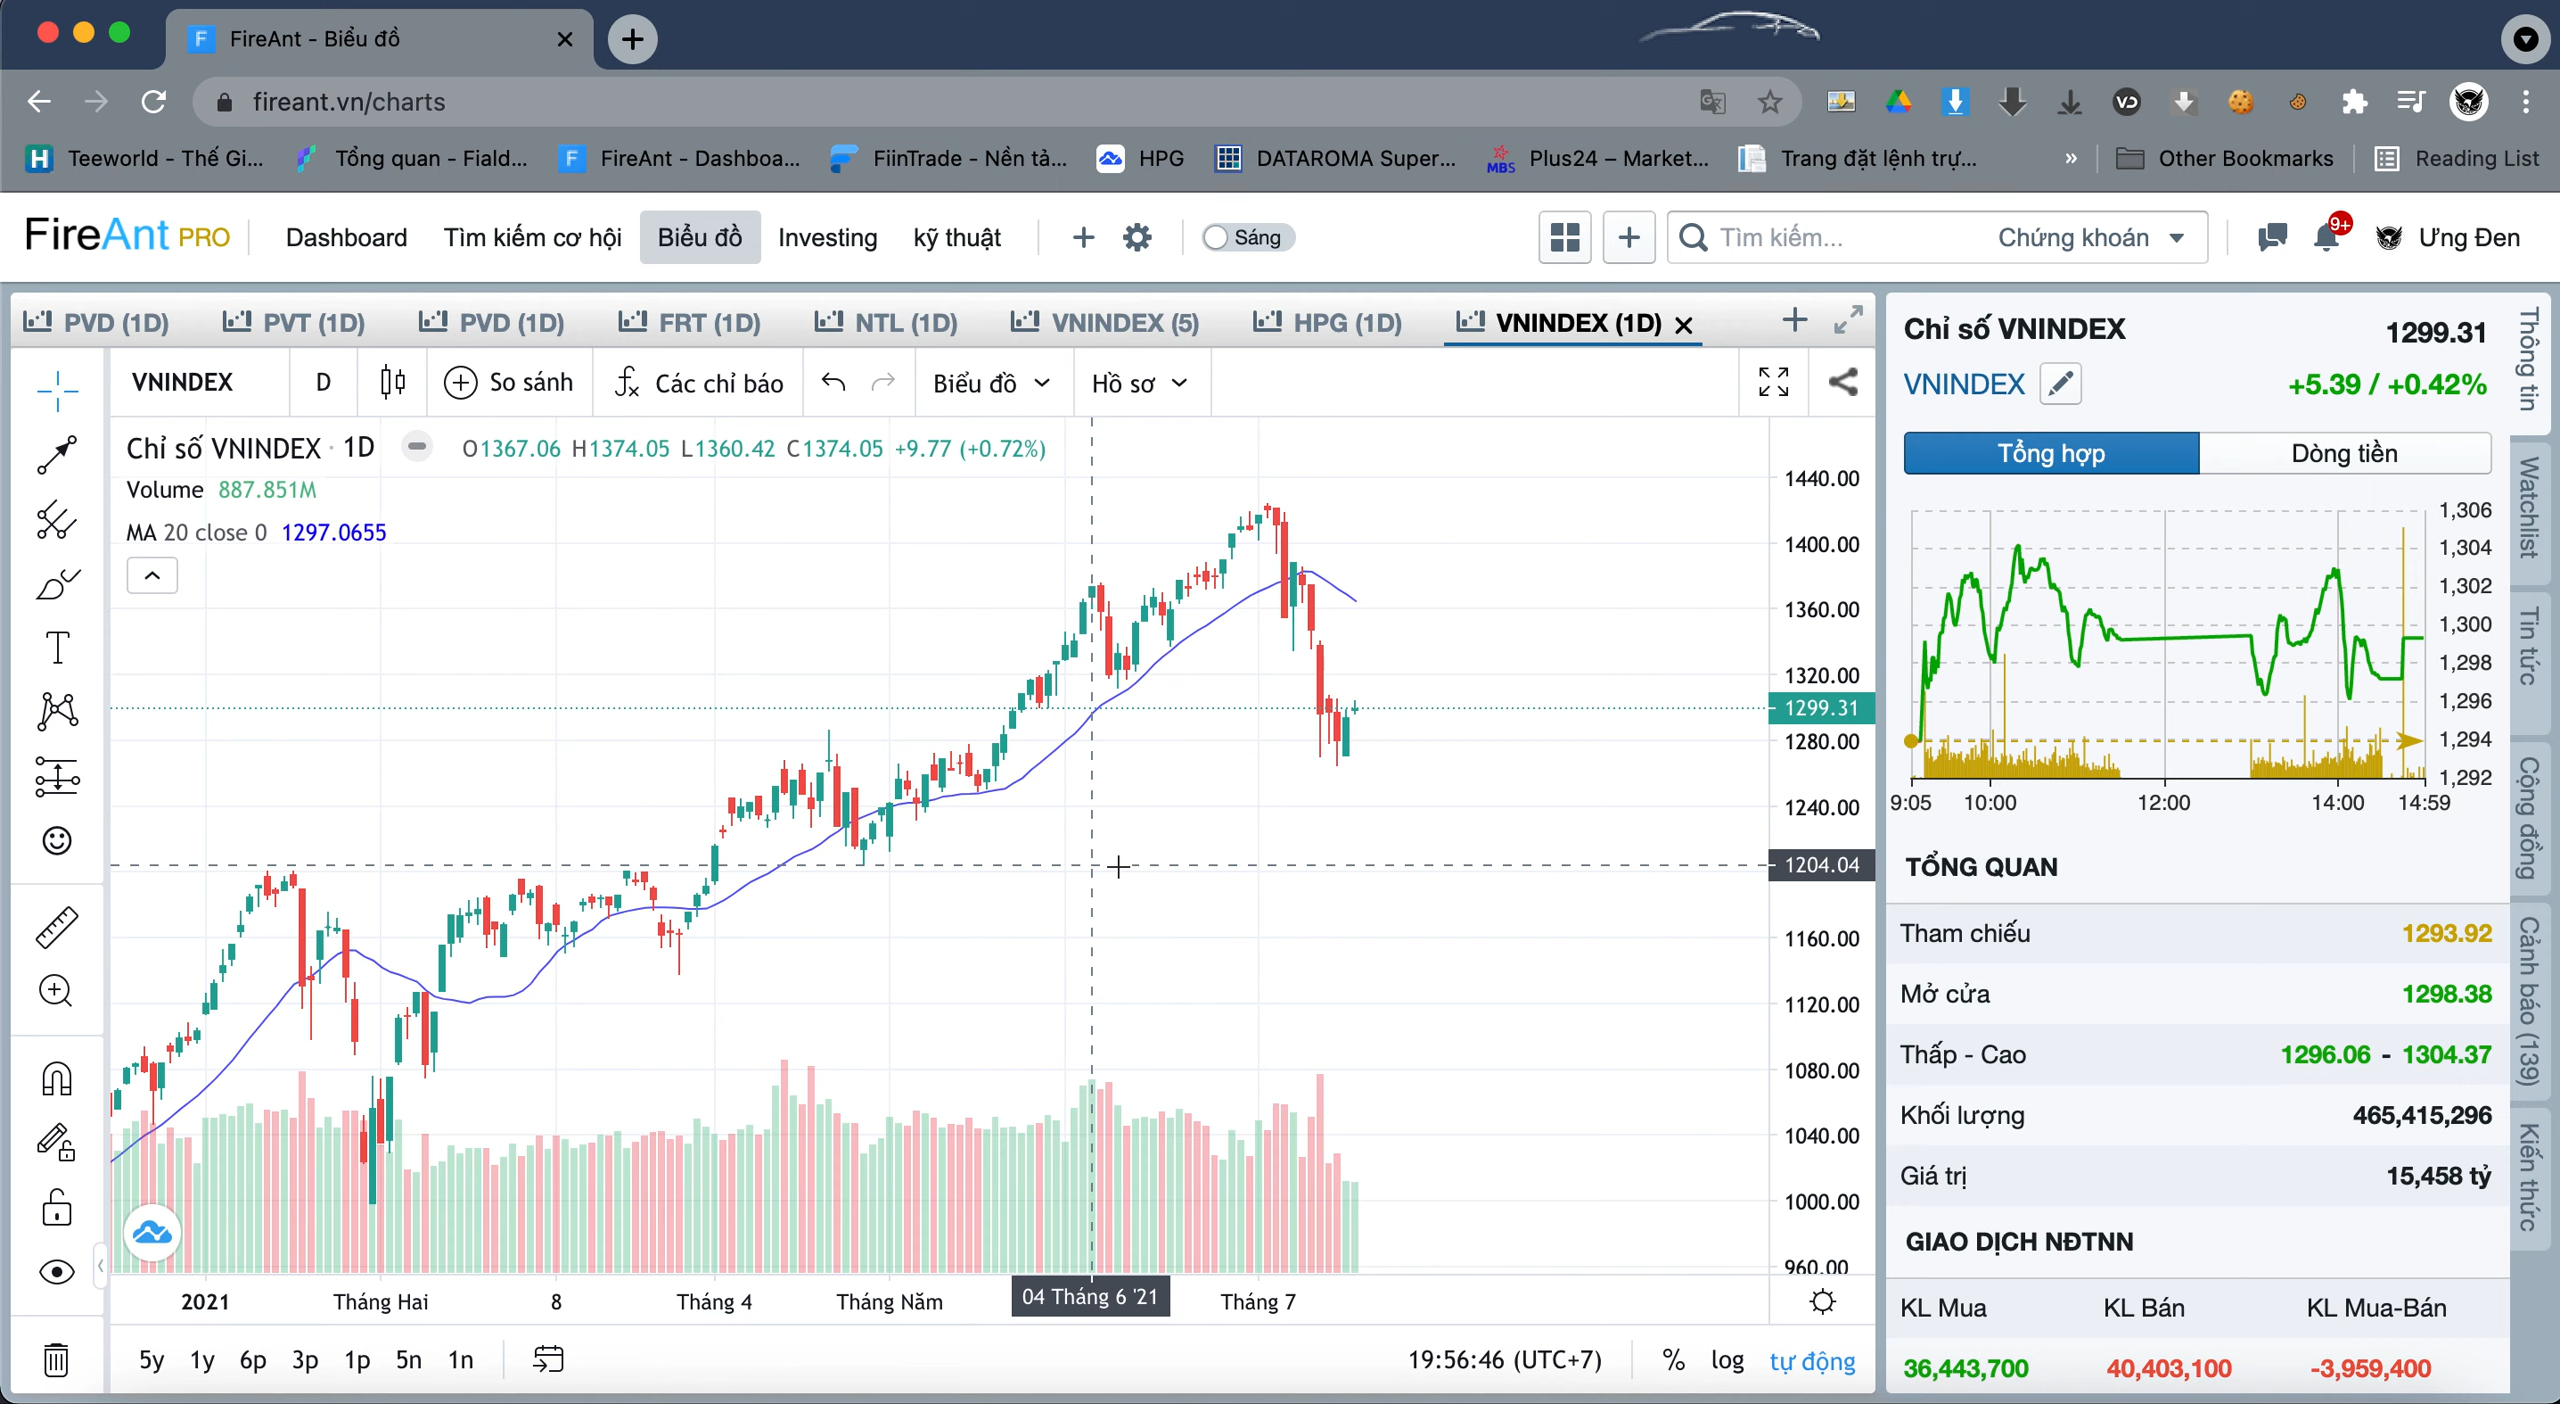 FireAnt - Biểu đồ
fireant.vn/charts
Teeworld - Thế Gi... Tổng quan - Fiald... FireAnt - Dashboa... FiinTrade - Nền tả... HPG DATAROMA Super... MBS Plus24 – Market... Trang đặt lệnh trự... » Other Bookmarks Reading List
FireAnt PRO Dashboard Tìm kiếm cơ hội Biểu đồ Investing kỹ thuật Sáng Tìm kiếm... Chứng khoán 9+ Ưng Đen
PVD (1D) PVT (1D) PVD (1D) FRT (1D) NTL (1D) VNINDEX (5) HPG (1D) VNINDEX (1D)
VNINDEX D So sánh Các chỉ báo Biểu đồ Hồ sơ
Chỉ số VNINDEX · 1D O1367.06 H1374.05 L1360.42 C1374.05 +9.77 (+0.72%)
Volume 887.851M
MA 20 close 0 1297.0655
1440.00
1400.00
1360.00
1320.00
1299.31
1280.00
1240.00
1204.04
1160.00
1120.00
1080.00
1040.00
1000.00
960.00
2021 Tháng Hai 8 Tháng 4 Tháng Năm 04 Tháng 6 '21 Tháng 7
5y 1y 6p 3p 1p 5n 1n 19:56:46 (UTC+7) % log tự động
Chỉ số VNINDEX 1299.31
VNINDEX +5.39 / +0.42%
Tổng hợp Dòng tiền
1,306
1,304
1,302
1,300
1,298
1,296
1,294
1,292
9:05 10:00 12:00 14:00 14:59
TỔNG QUAN
Tham chiếu 1293.92
Mở cửa 1298.38
Thấp - Cao 1296.06 - 1304.37
Khối lượng 465,415,296
Giá trị 15,458 tỷ
GIAO DỊCH NĐTNN
KL Mua KL Bán KL Mua-Bán
36,443,700 40,403,100 -3,959,400
Thông tin
Watchlist
Tin tức
Cộng đồng
Cảnh báo (139)
Kiến thức